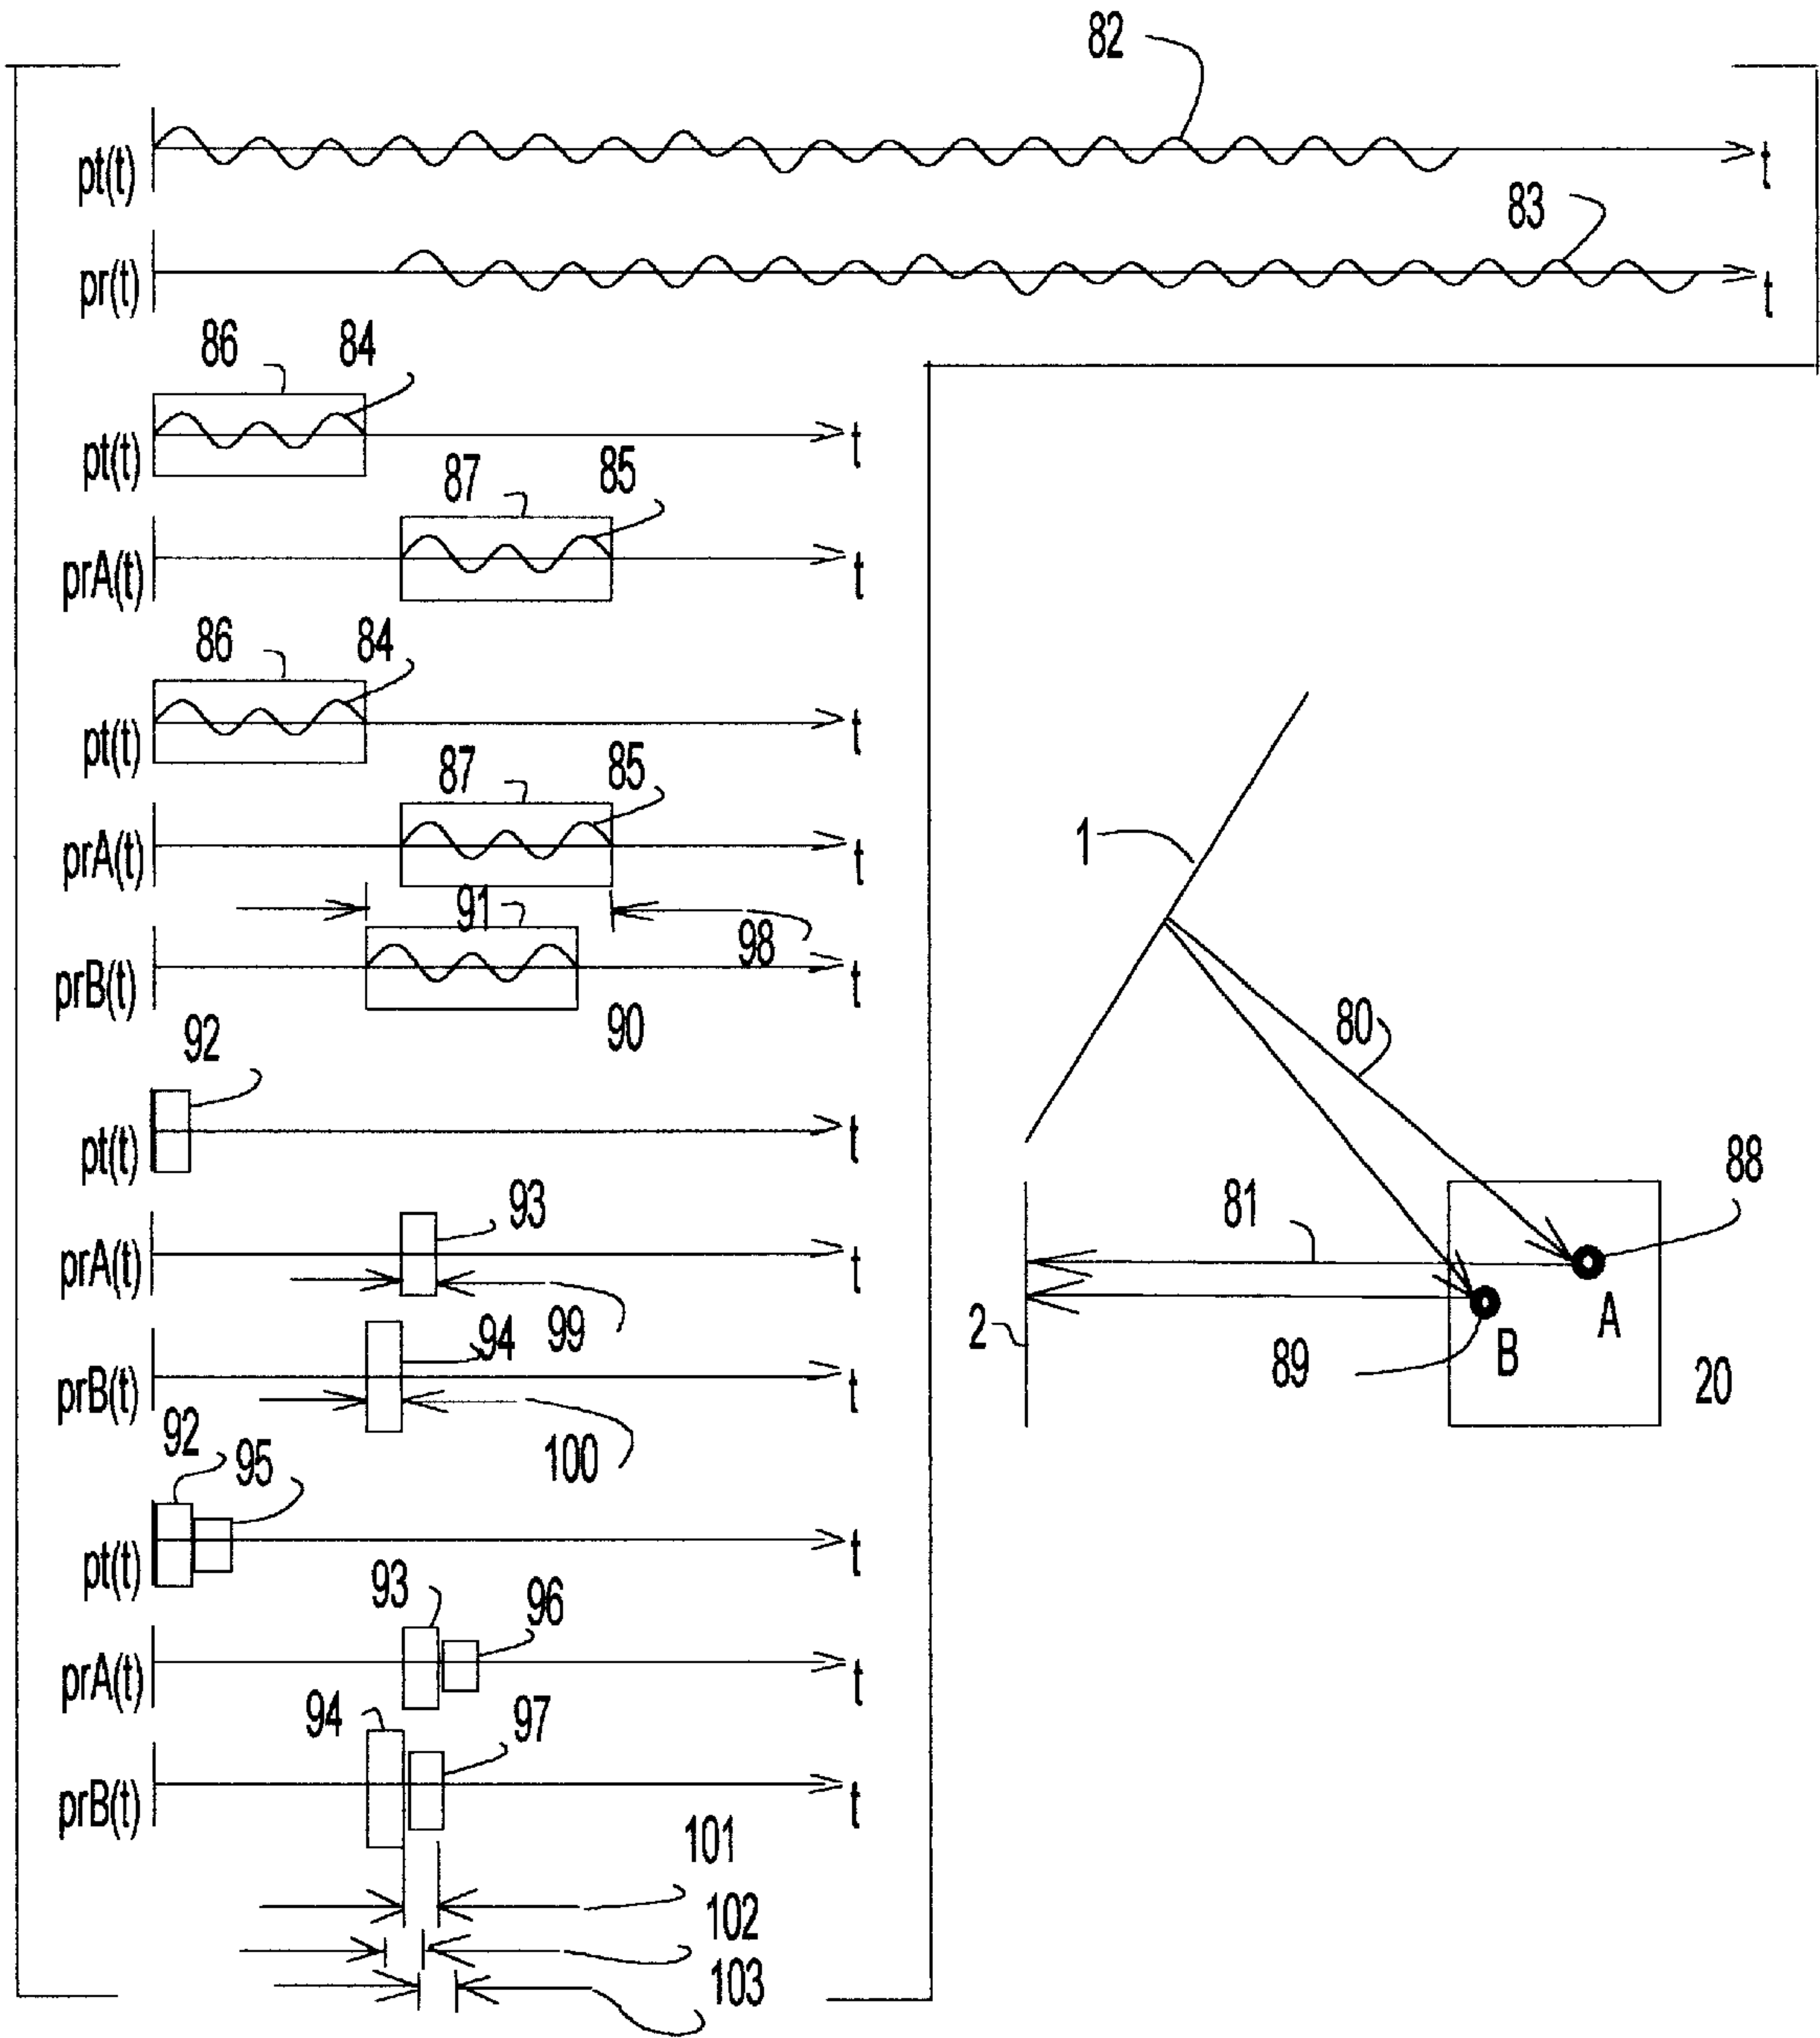 82
pt(t) t
83
pr(t) t
86 84
pt(t) t
87 85
prA(t) t
86 84
pt(t) t
87 85
prA(t) t
91 98
prB(t) t
90
92
pt(t) t
93
prA(t) t
99
94
prB(t) t
100
92 95
pt(t) t
93 96
prA(t) t
94 97
prB(t) t
101
102
103
1
80
88
81
2
A
B
89
20